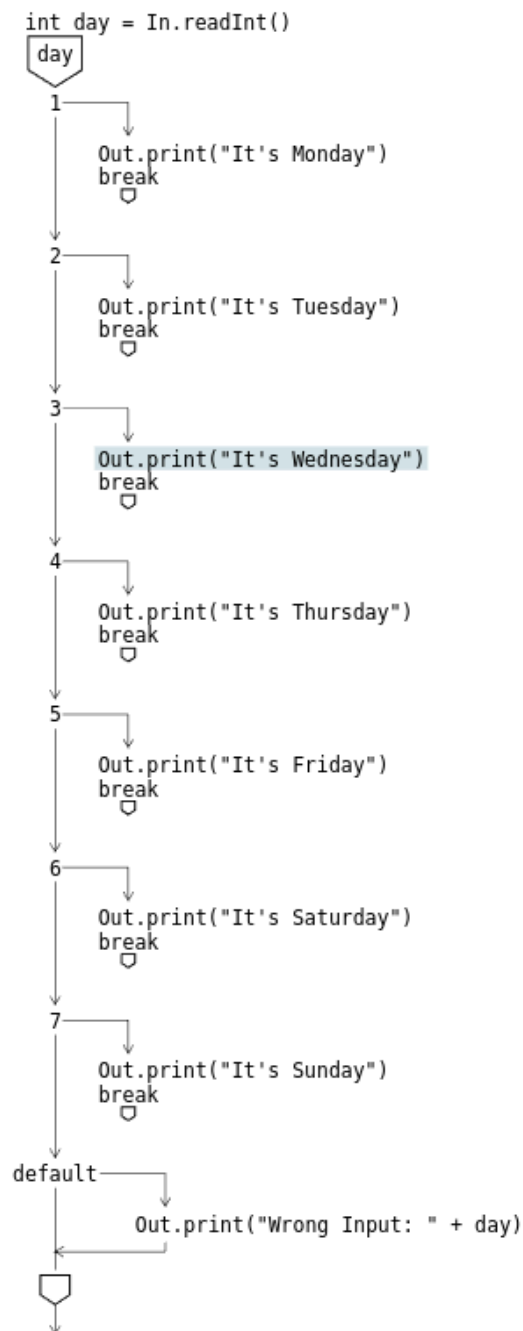 int day = In.readInt()
day
1
Out.print("It's Monday")
break
2
Out.print("It's Tuesday")
break
3
Out.print("It's Wednesday")
break
4
Out.print("It's Thursday")
break
5
Out.print("It's Friday")
break
6
Out.print("It's Saturday")
break
7
Out.print("It's Sunday")
break
default
Out.print("Wrong Input: " + day)